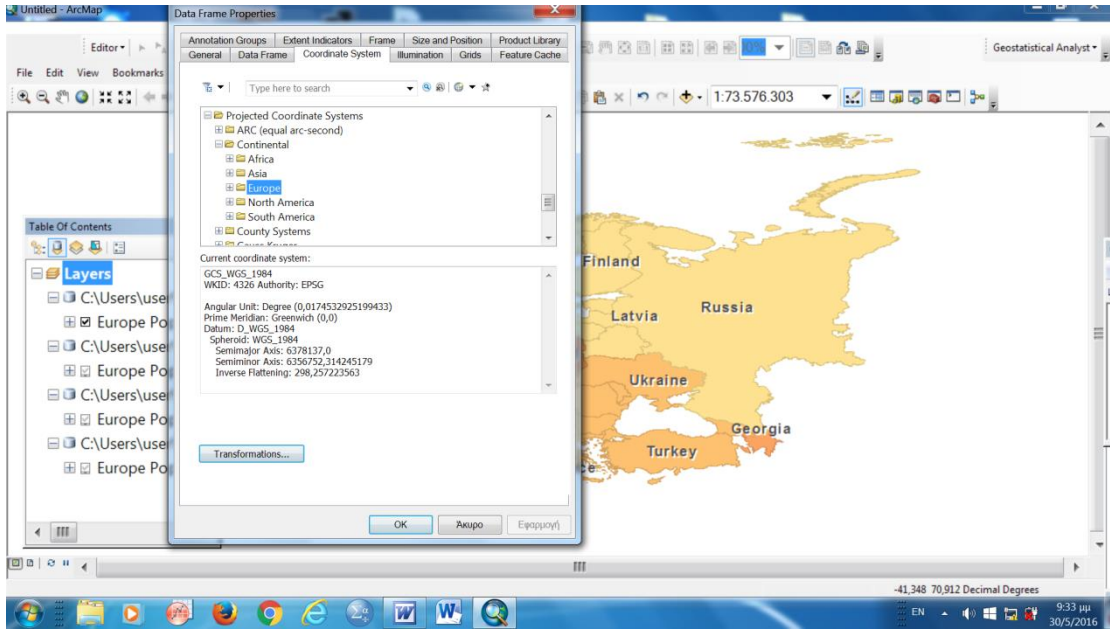 Untitled - ArcMap
Data Frame Properties
Annotation Groups Extent Indicators Frame Size and Position Product Library
General Data Frame Coordinate System Illumination Grids Feature Cache
Editor
Geostatistical Analyst
File Edit View Bookmarks
Type here to search
1:73.576.303
Projected Coordinate Systems
ARC (equal arc-second)
Continental
Africa
Asia
Europe
North America
South America
County Systems
Current coordinate system:
GCS_WGS_1984
WKID: 4326 Authority: EPSG
Angular Unit: Degree (0,0174532925199433)
Prime Meridian: Greenwich (0,0)
Datum: D_WGS_1984
Spheroid: WGS_1984
Semimajor Axis: 6378137,0
Semiminor Axis: 6356752,314245179
Inverse Flattening: 298,257223563
Transformations...
OK Άκυρο Εφαρμογή
Table Of Contents
Layers
C:\Users\use
Europe Po
C:\Users\use
Europe Po
C:\Users\use
Europe Po
C:\Users\use
Europe Po
Finland
Russia
Latvia
Ukraine
Georgia
Turkey
-41,348 70,912 Decimal Degrees
EN
9:33 μμ
30/5/2016